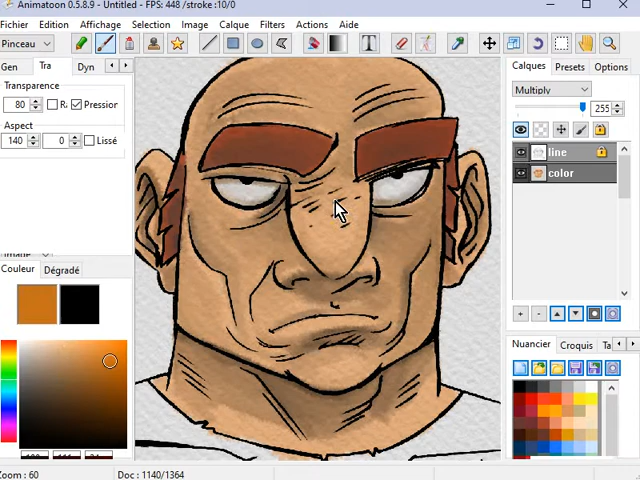 Animatoon 0.5.8.9 - Untitled - FPS: 448 /stroke :10/0
Fichier Edition Affichage Selection Image Calque Filters Actions Aide
Pinceau
Gen Tra Dyn
Transparence
80 Pression
Aspect
140 0 Lissé
Couleur Dégradé
Calques Presets Options
Multiply
255
line
color
Nuancier Croquis Ta
Zoom : 60 Doc : 1140/1364